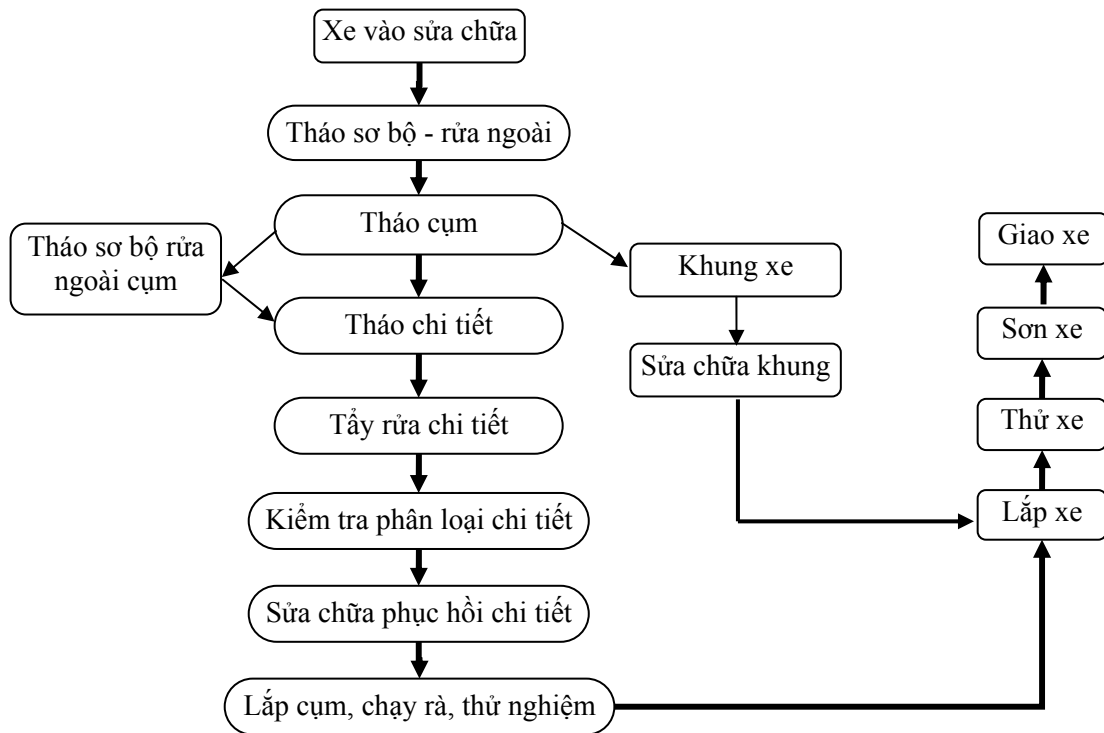 Xe vào sửa chữa
Tháo sơ bộ - rửa ngoài
Tháo cụm
Tháo sơ bộ rửa
ngoài cụm
Khung xe
Giao xe
Tháo chi tiết
Sửa chữa khung
Sơn xe
Tẩy rửa chi tiết
Thử xe
Kiểm tra phân loại chi tiết
Lắp xe
Sửa chữa phục hồi chi tiết
Lắp cụm, chạy rà, thử nghiệm